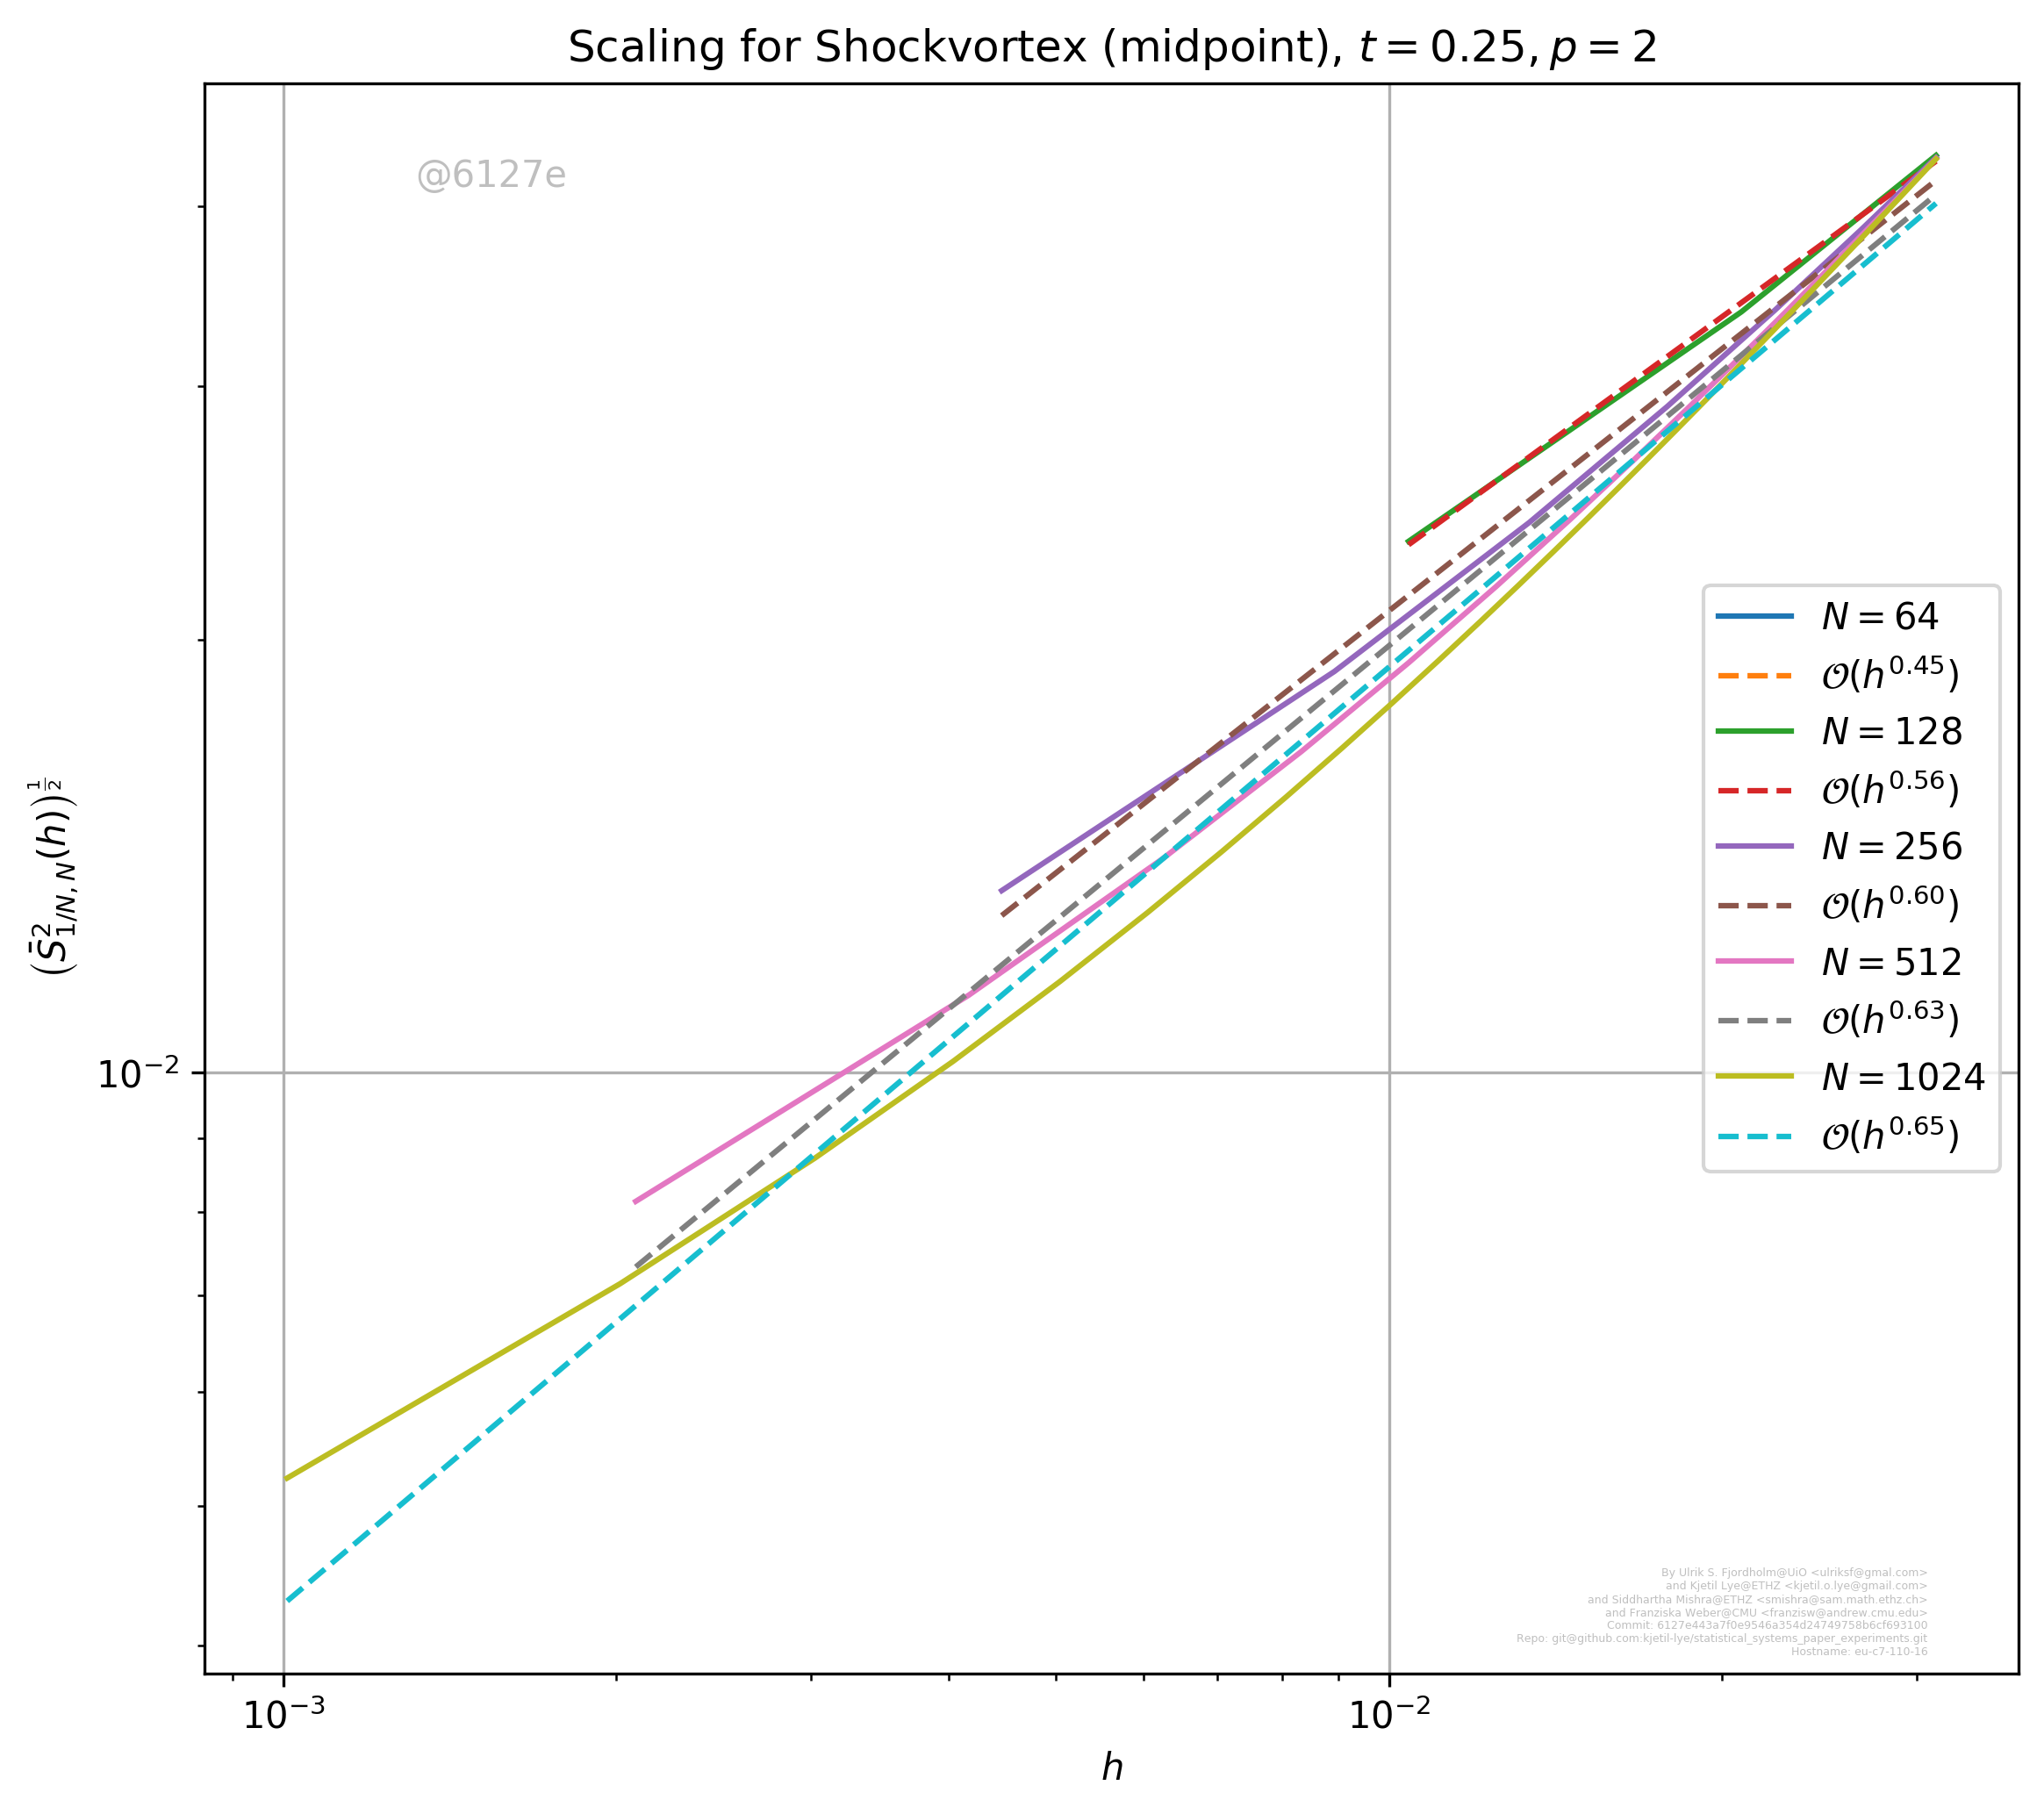 Scaling for Shockvortex (midpoint), t = 0.25, p = 2
@6127e
(S̄²_{1/N,N}(h))^{1/2}
10⁻²
N = 64
𝒪(h^{0.45})
N = 128
𝒪(h^{0.56})
N = 256
𝒪(h^{0.60})
N = 512
𝒪(h^{0.63})
N = 1024
𝒪(h^{0.65})
By Ulrik S. Fjordholm@UiO <ulriksf@gmal.com>
and Kjetil Lye@ETHZ <kjetil.o.lye@gmail.com>
and Siddhartha Mishra@ETHZ <smishra@sam.math.ethz.ch>
and Franziska Weber@CMU <franzisw@andrew.cmu.edu>
Commit: 6127e443a7f0e9546a354d24749758b6cf693100
Repo: git@github.com:kjetil-lye/statistical_systems_paper_experiments.git
Hostname: eu-c7-110-16
10⁻³
10⁻²
h